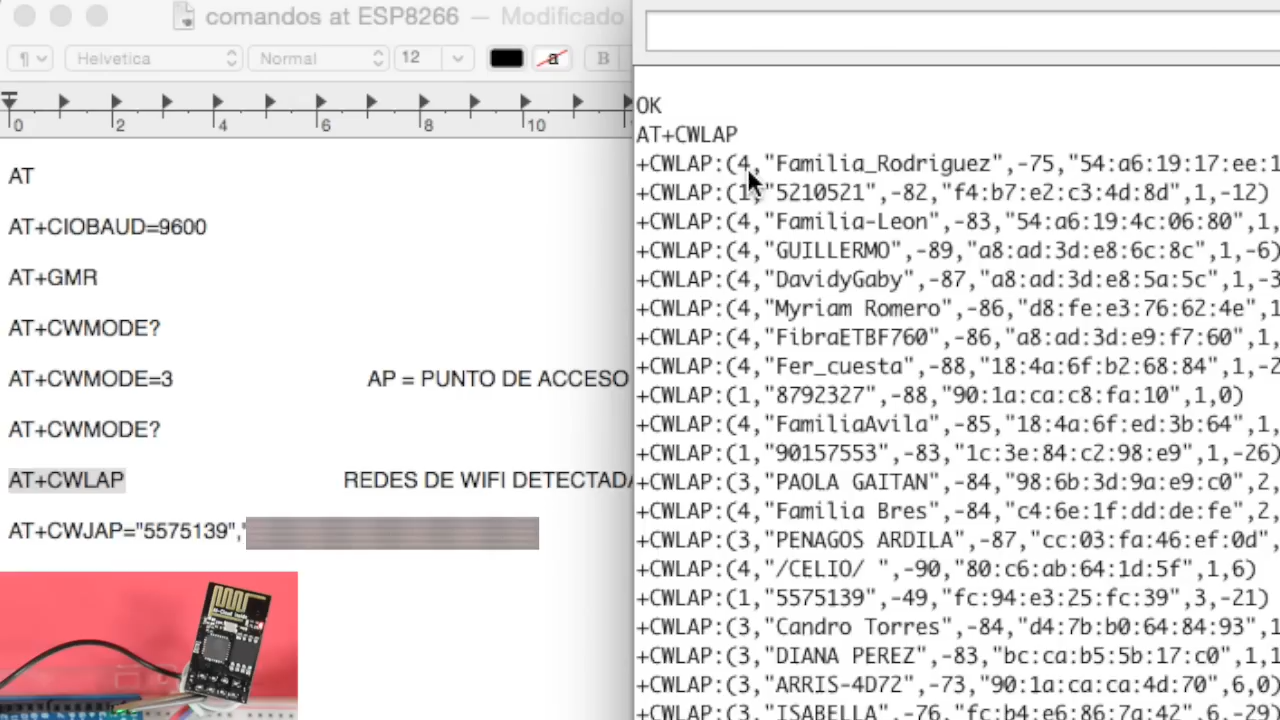 comandos at ESP8266 — Modificado
¶ Helvetica Normal 12 a B
0 2 4 6 8 10
AT
AT+CIOBAUD=9600
AT+GMR
AT+CWMODE?
AT+CWMODE=3 AP = PUNTO DE ACCESO
AT+CWMODE?
AT+CWLAP REDES DE WIFI DETECTADA
AT+CWJAP="5575139","
OK
AT+CWLAP
+CWLAP:(4,"Familia_Rodriguez",-75,"54:a6:19:17:ee:1
+CWLAP:(1,"5210521",-82,"f4:b7:e2:c3:4d:8d",1,-12)
+CWLAP:(4,"Familia-Leon",-83,"54:a6:19:4c:06:80",1,
+CWLAP:(4,"GUILLERMO",-89,"a8:ad:3d:e8:6c:8c",1,-6)
+CWLAP:(4,"DavidyGaby",-87,"a8:ad:3d:e8:5a:5c",1,-3
+CWLAP:(4,"Myriam Romero",-86,"d8:fe:e3:76:62:4e",1
+CWLAP:(4,"FibraETBF760",-86,"a8:ad:3d:e9:f7:60",1,
+CWLAP:(4,"Fer_cuesta",-88,"18:4a:6f:b2:68:84",1,-2
+CWLAP:(1,"8792327",-88,"90:1a:ca:c8:fa:10",1,0)
+CWLAP:(4,"FamiliaAvila",-85,"18:4a:6f:ed:3b:64",1,
+CWLAP:(1,"90157553",-83,"1c:3e:84:c2:98:e9",1,-26)
+CWLAP:(3,"PAOLA GAITAN",-84,"98:6b:3d:9a:e9:c0",2,
+CWLAP:(4,"Familia Bres",-84,"c4:6e:1f:dd:de:fe",2,
+CWLAP:(3,"PENAGOS ARDILA",-87,"cc:03:fa:46:ef:0d",
+CWLAP:(4,"/CELIO/ ",-90,"80:c6:ab:64:1d:5f",1,6)
+CWLAP:(1,"5575139",-49,"fc:94:e3:25:fc:39",3,-21)
+CWLAP:(3,"Candro Torres",-84,"d4:7b:b0:64:84:93",1
+CWLAP:(3,"DIANA PEREZ",-83,"bc:ca:b5:5b:17:c0",1,1
+CWLAP:(3,"ARRIS-4D72",-73,"90:1a:ca:ca:4d:70",6,0)
+CWLAP:(3,"ISABELLA",-76,"fc:b4:e6:86:7a:42",6,-29)